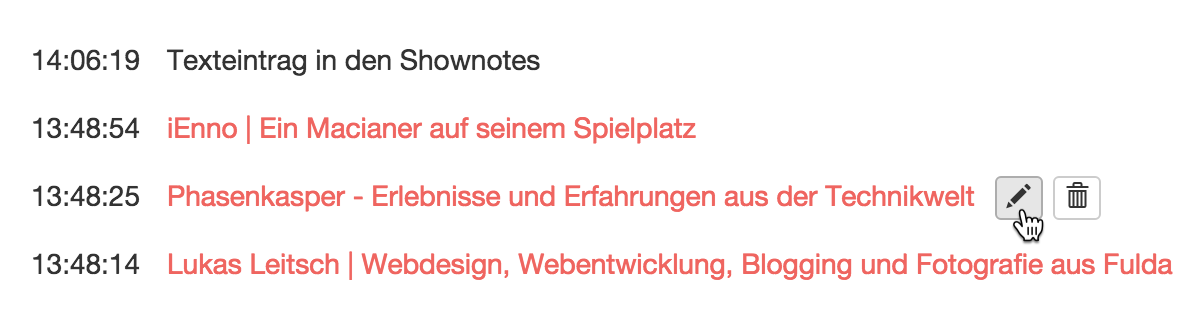 14:06:19 Texteintrag in den Shownotes
13:48:54 iEnno | Ein Macianer auf seinem Spielplatz
13:48:25 Phasenkasper - Erlebnisse und Erfahrungen aus der Technikwelt
13:48:14 Lukas Leitsch | Webdesign, Webentwicklung, Blogging und Fotografie aus Fulda